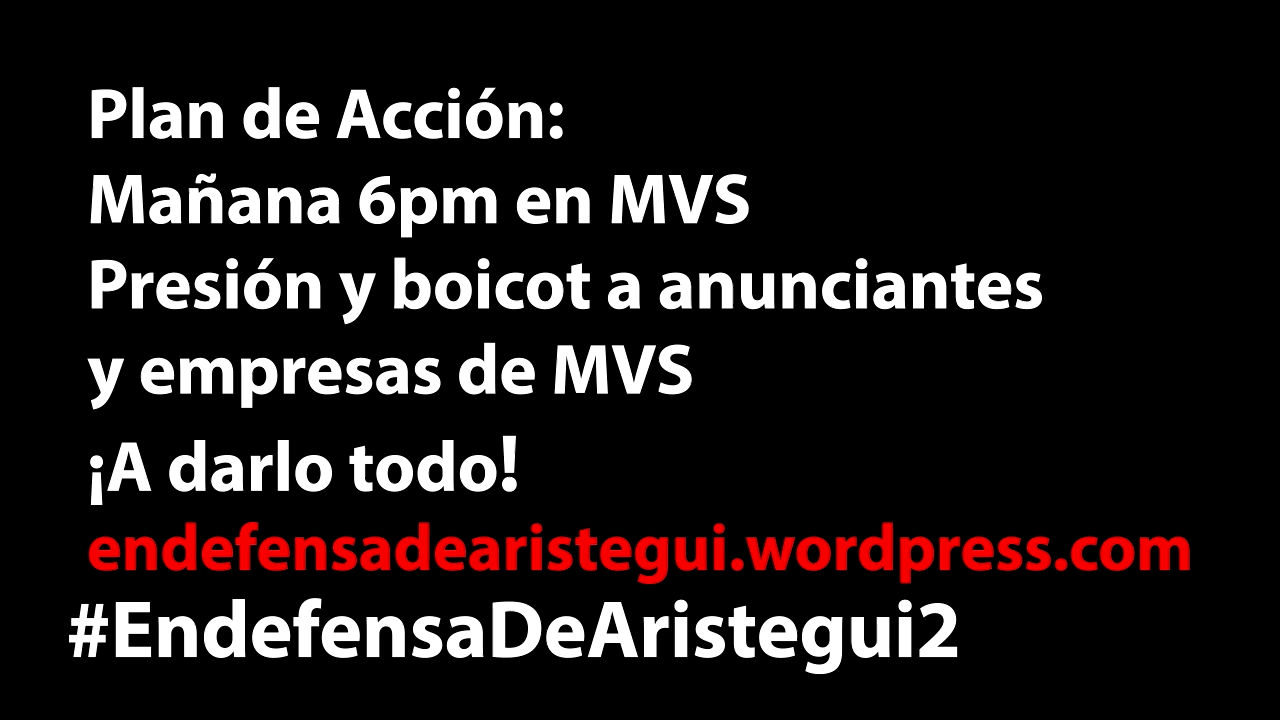 Plan de Acción:
Mañana 6pm en MVS
Presión y boicot a anunciantes
y empresas de MVS
¡A darlo todo!
endefensadearistegui.wordpress.com
#EndefensaDeAristegui2